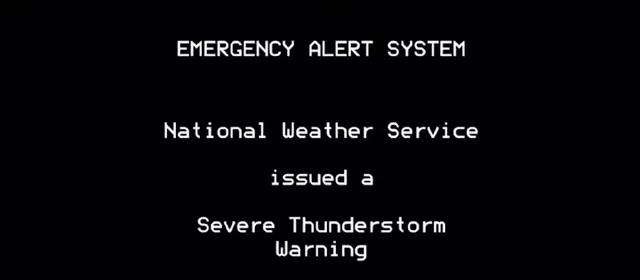 EMERGENCY ALERT SYSTEM
National Weather Service
issued a
Severe Thunderstorm
Warning